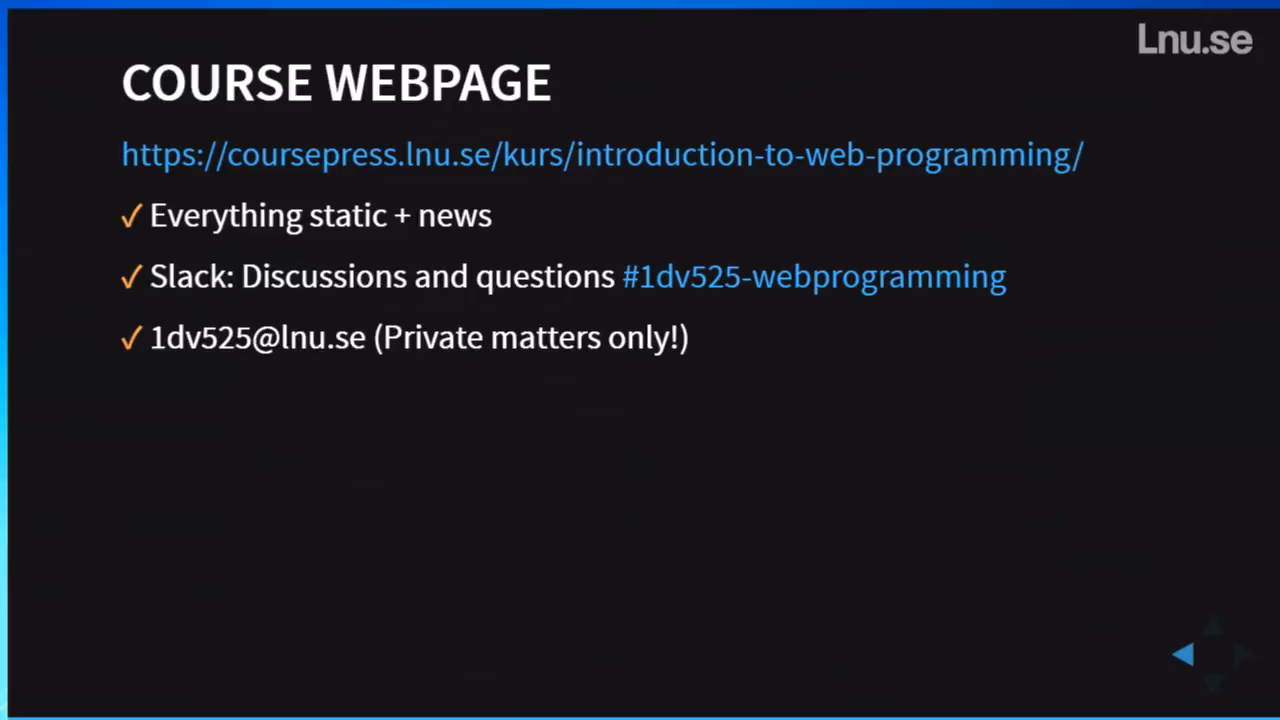 Lnu.se
COURSE WEBPAGE
https://coursepress.lnu.se/kurs/introduction-to-web-programming/
✓ Everything static + news
✓ Slack: Discussions and questions #1dv525-webprogramming
✓ 1dv525@lnu.se (Private matters only!)